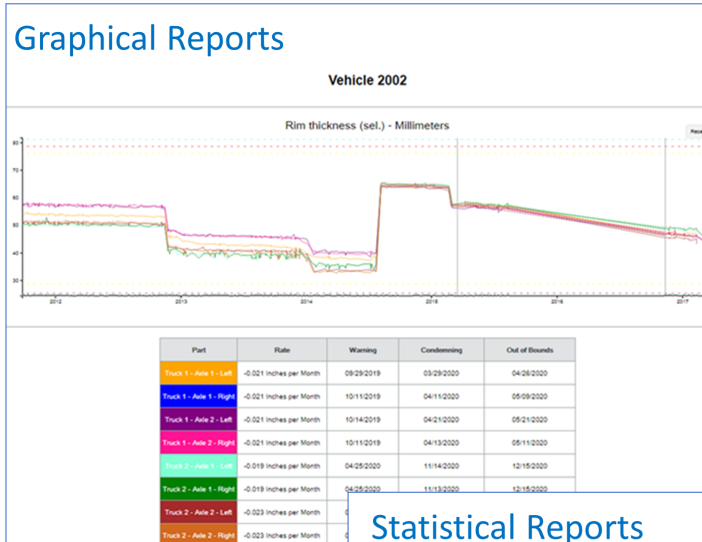 Graphical Reports
Vehicle 2002
Rim thickness (sel.) - Millimeters
80
70
60
50
40
30
2012 2013 2014 2015 2016 2017
Part Rate Warning Condemning Out of Bounds
Truck 1 - Axle 1 - Left -0.021 Inches per Month 09/29/2019 03/29/2020 04/28/2020
Truck 1 - Axle 1 - Right -0.021 Inches per Month 10/11/2019 04/11/2020 05/09/2020
Truck 1 - Axle 2 - Left -0.021 Inches per Month 10/14/2019 04/21/2020 05/21/2020
Truck 1 - Axle 2 - Right -0.021 Inches per Month 10/11/2019 04/13/2020 05/11/2020
Truck 2 - Axle 1 - Left -0.019 Inches per Month 04/25/2020 11/14/2020 12/15/2020
Truck 2 - Axle 1 - Right -0.019 Inches per Month 04/25/2020 11/13/2020 12/15/2020
Truck 2 - Axle 2 - Left -0.023 Inches per Month
Truck 2 - Axle 2 - Right -0.023 Inches per Month
Statistical Reports